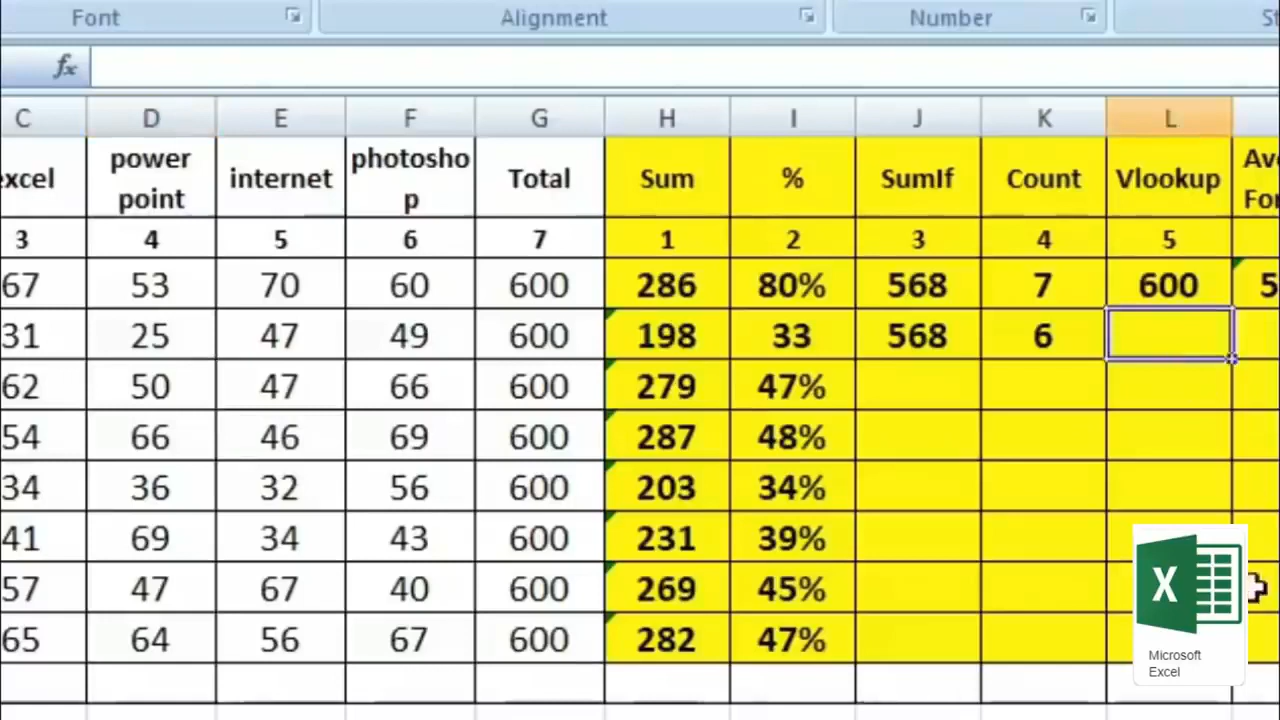 Font Alignment Number St
fx
C D E F G H I J K L
excel power point internet photoshop Total Sum % SumIf Count Vlookup Ave For
3 4 5 6 7 1 2 3 4 5
67 53 70 60 600 286 80% 568 7 600 5
31 25 47 49 600 198 33 568 6
62 50 47 66 600 279 47%
54 66 46 69 600 287 48%
34 36 32 56 600 203 34%
41 69 34 43 600 231 39%
57 47 67 40 600 269 45%
65 64 56 67 600 282 47%
X
Microsoft
Excel